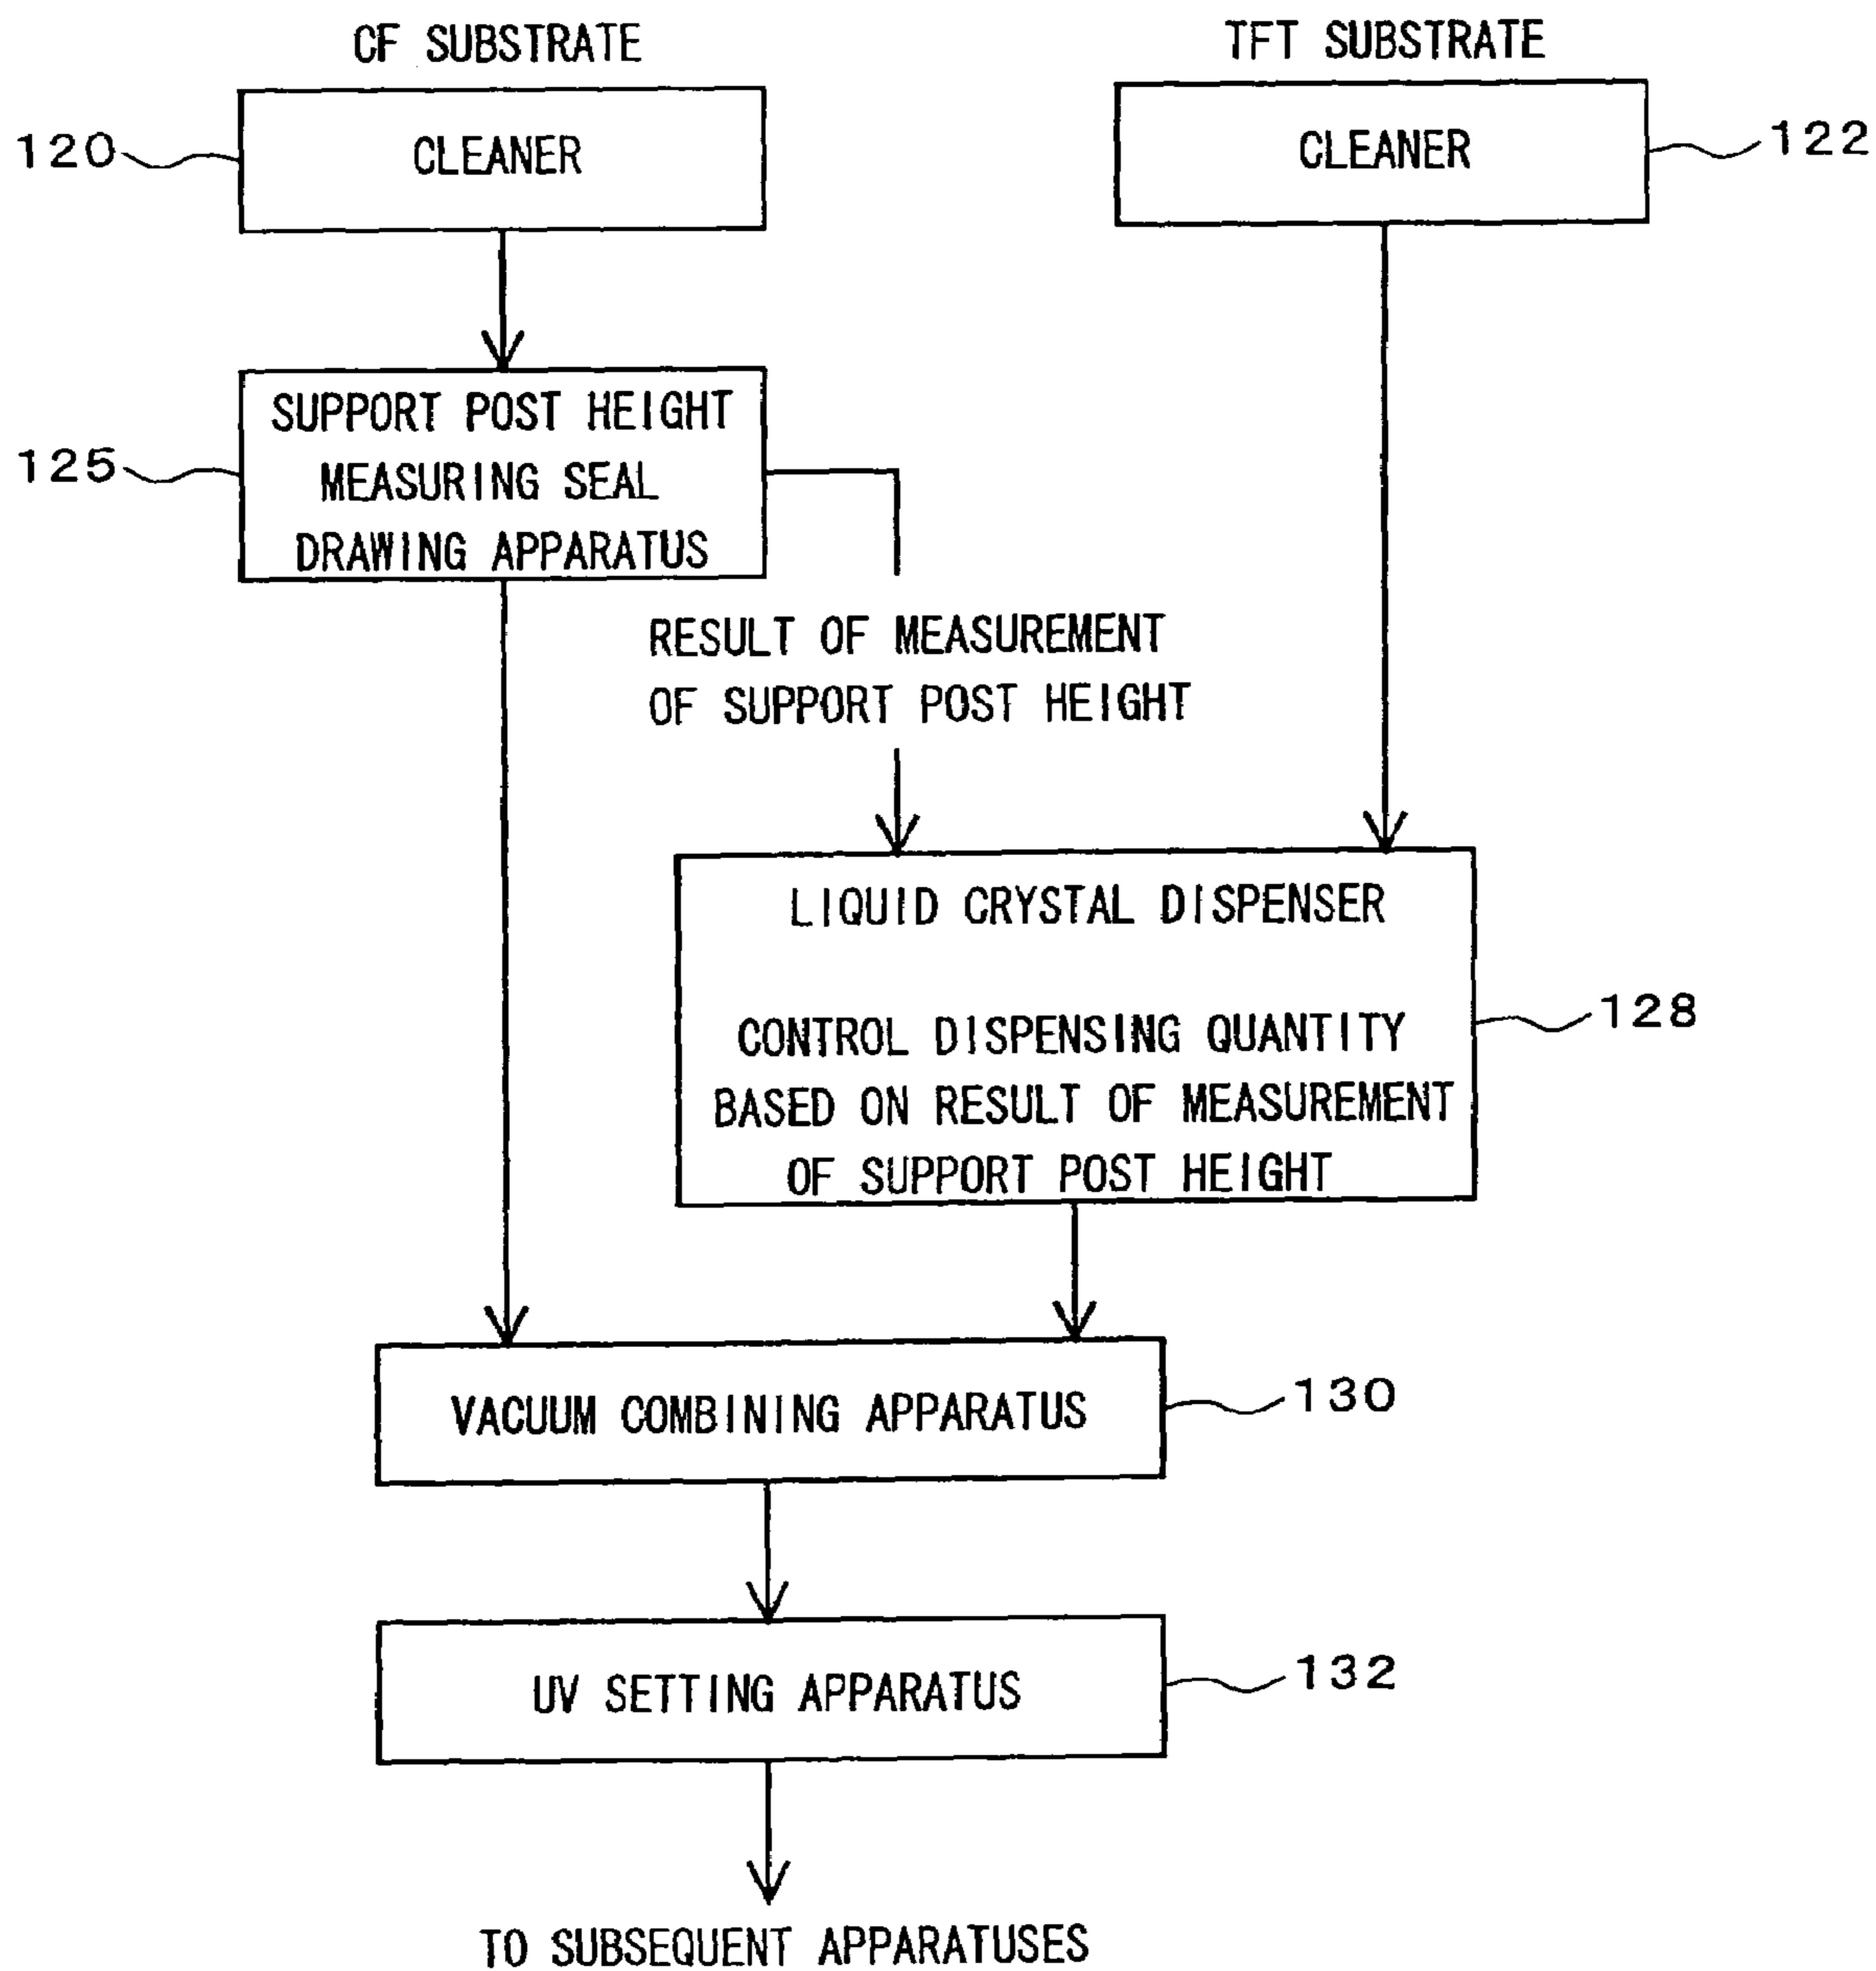 CF SUBSTRATE
TFT SUBSTRATE
120
CLEANER
CLEANER
122
125
SUPPORT POST HEIGHT
MEASURING SEAL
DRAWING APPARATUS
RESULT OF MEASUREMENT
OF SUPPORT POST HEIGHT
LIQUID CRYSTAL DISPENSER
CONTROL DISPENSING QUANTITY
BASED ON RESULT OF MEASUREMENT
OF SUPPORT POST HEIGHT
128
VACUUM COMBINING APPARATUS
130
UV SETTING APPARATUS
132
TO SUBSEQUENT APPARATUSES